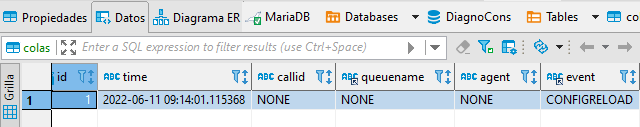 Propiedades Datos Diagrama ER MariaDB Databases DiagnoCons Tables co
colas Enter a SQL expression to filter results (use Ctrl+Space)
Grilla
id time callid queuename agent event
1 1 2022-06-11 09:14:01.115368 NONE NONE NONE CONFIGRELOAD